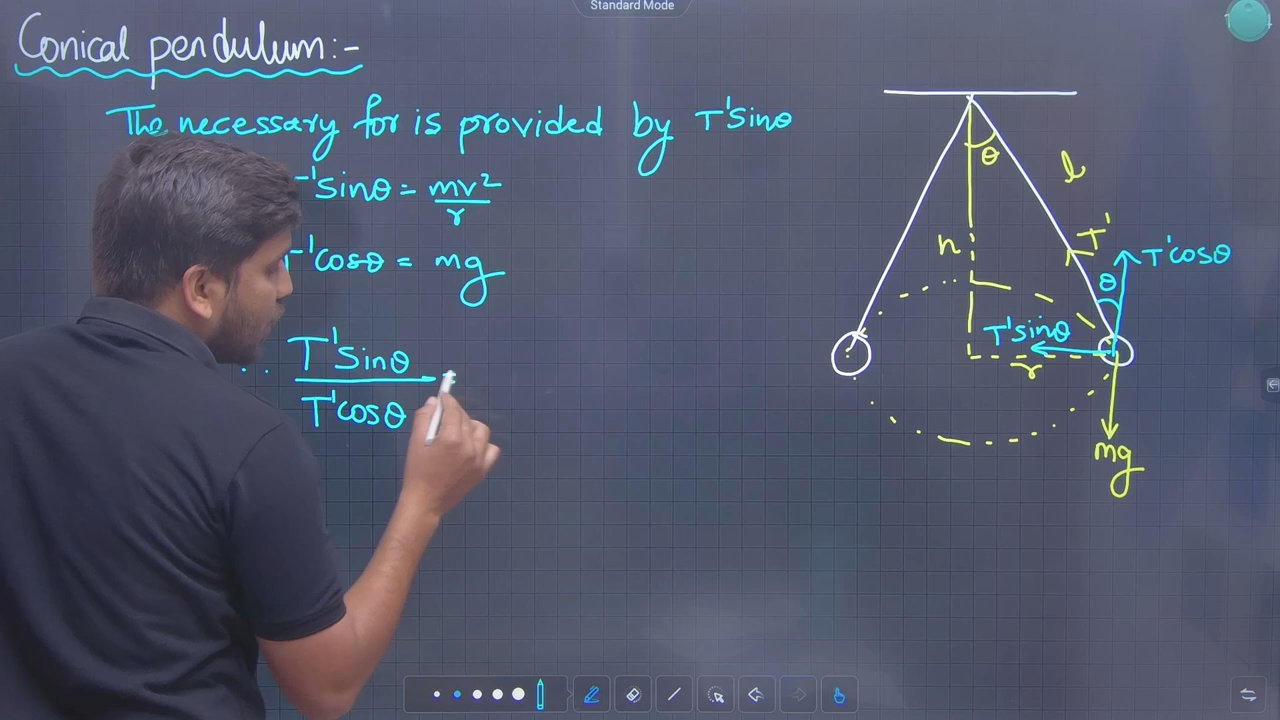 Standard Mode
Conical pendulum:-
The necessary for is provided by T'sinθ
T'sinθ = mv²/r
T'cosθ = mg
∴ T'sinθ/T'cosθ =
θ
l
h
T'
T'cosθ
θ
T'sinθ
r
mg